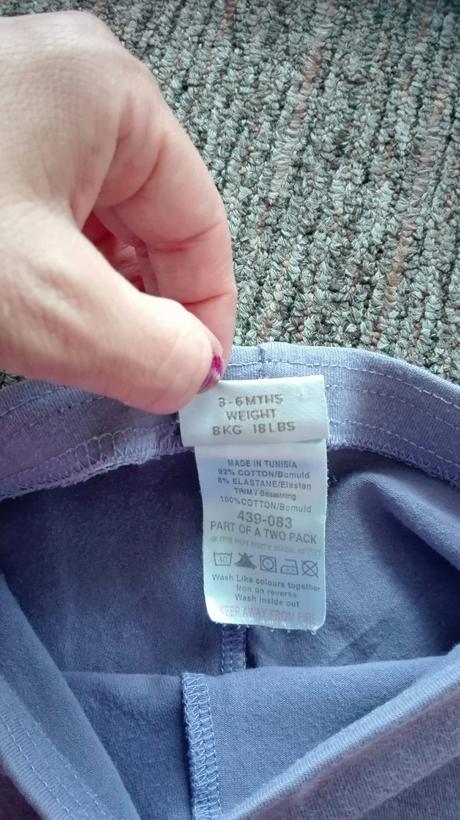 3-6 MTHS
WEIGHT
8KG 18LBS
MADE IN TUNISIA
92% COTTON/Bomuld
8% ELASTANE/Elastan
TRIM / Besætning
100%COTTON/Bomuld
439-083
PART OF A TWO PACK
40
Wash Like colours together
Iron on reverse
Wash inside out
KEEP AWAY FROM FIRE